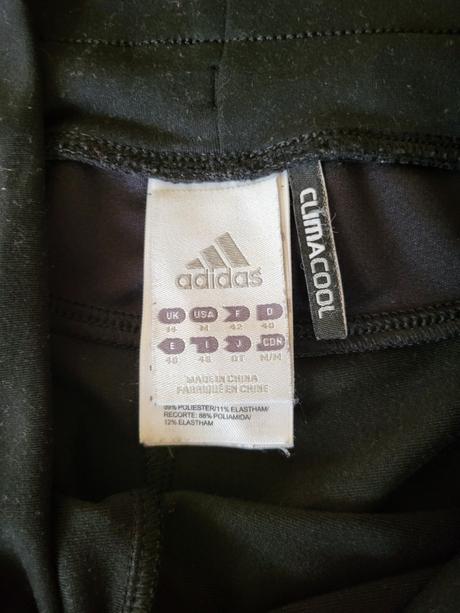 adidas
UK USA F D
14 M 42 40
E I J CDN
46 48 OT M/M
MADE IN CHINA
FABRIQUÉ EN CHINE
89% POLIESTER/11% ELASTHAM/
RECORTE: 88% POLIAMIDA/
12% ELASTHAM
CLIMACOOL